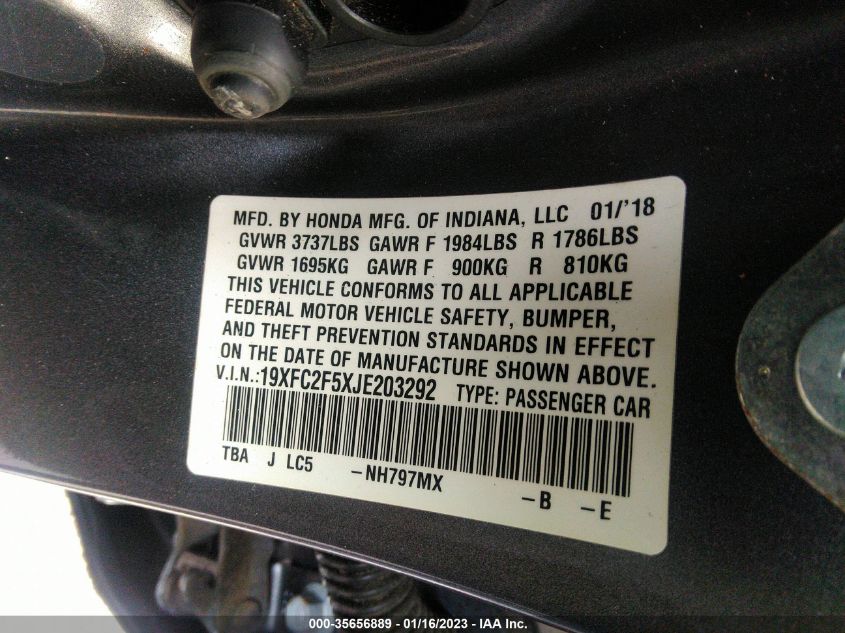 MFD. BY HONDA MFG. OF INDIANA, LLC 01/'18
GVWR 3737LBS GAWR F 1984LBS R 1786LBS
GVWR 1695KG GAWR F 900KG R 810KG
THIS VEHICLE CONFORMS TO ALL APPLICABLE
FEDERAL MOTOR VEHICLE SAFETY, BUMPER,
AND THEFT PREVENTION STANDARDS IN EFFECT
ON THE DATE OF MANUFACTURE SHOWN ABOVE.
V.I.N.:19XFC2F5XJE203292 TYPE: PASSENGER CAR
TBA J LC5 -NH797MX -B -E
000-35656889 - 01/16/2023 - IAA Inc.